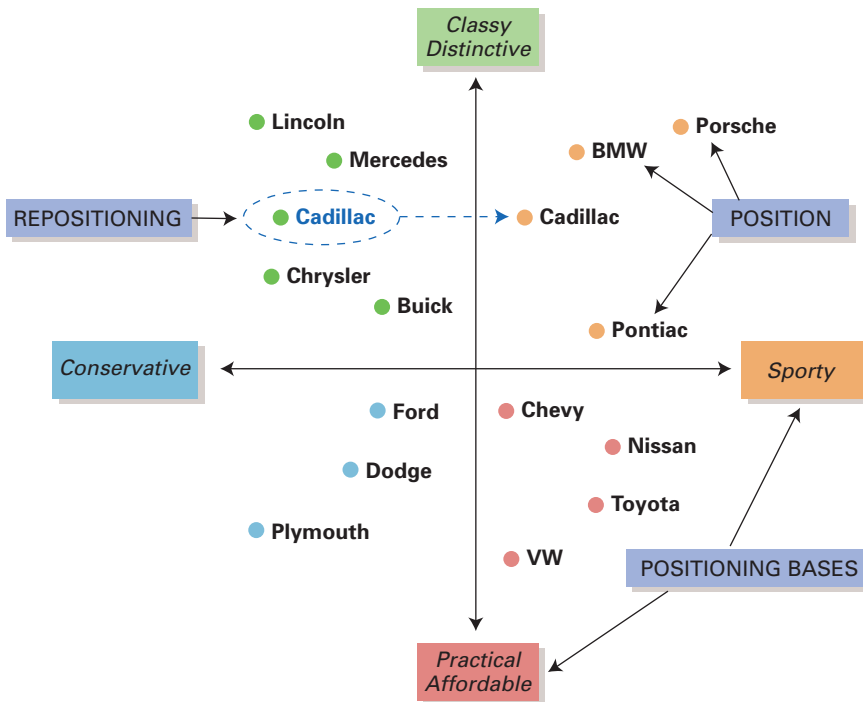 Classy
Distinctive
Lincoln
Porsche
BMW
Mercedes
REPOSITIONING
Cadillac
Cadillac
POSITION
Chrysler
Buick
Pontiac
Conservative
Sporty
Ford
Chevy
Nissan
Dodge
Toyota
Plymouth
VW
POSITIONING BASES
Practical
Affordable